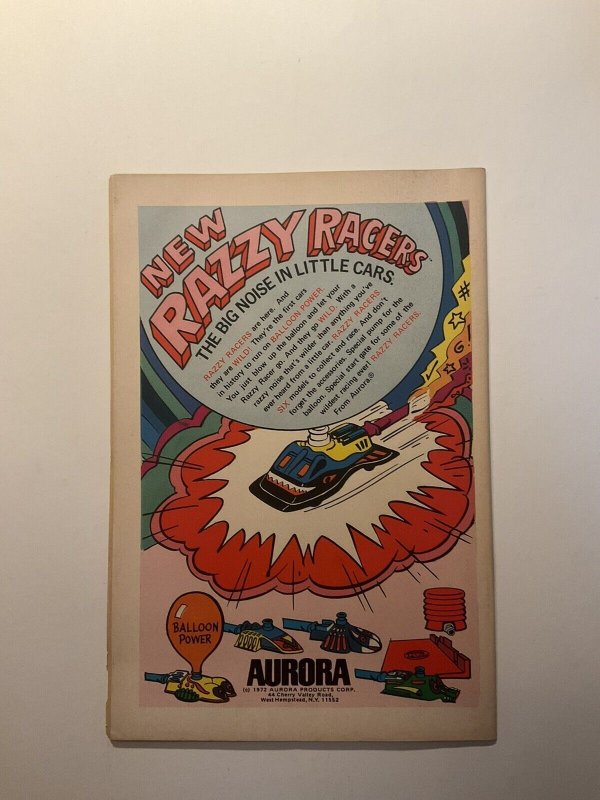 NEW
RAZZY RACERS
THE BIG NOISE IN LITTLE CARS.
RAZZY RACERS are here. And
they are WILD! They're the first cars
in history to run on BALLOON POWER.
You just blow up the balloon and let your
Razzy Racer go. And then go WILD. With a
razzy noise that's wilder than anything you've
ever heard from a little car. RAZZY RACERS.
SIX models to collect and race. And don't
forget the accessories. Special pump for the
balloon. Special start gate for some of the
wildest racing ever! RAZZY RACERS.
From Aurora.®
BALLOON
POWER
AURORA
(c) 1972 AURORA PRODUCTS CORP.
44 Cherry Valley Road,
West Hempstead, N.Y. 11552